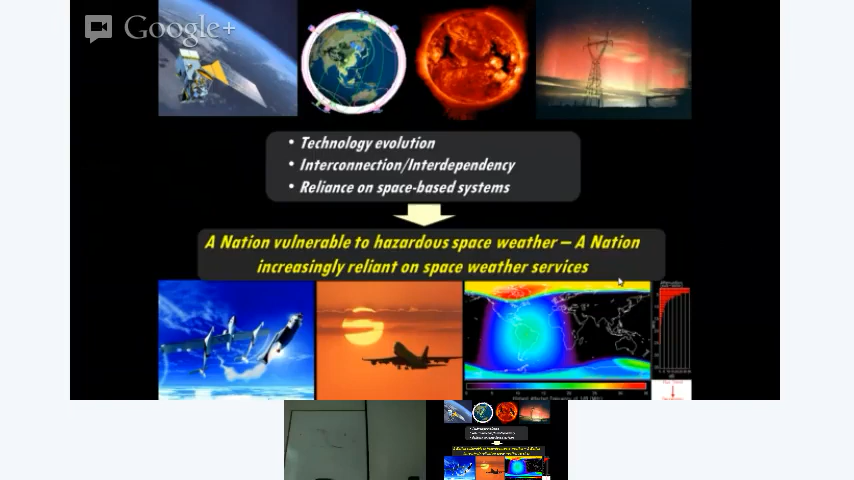 Google+
• Technology evolution
• Interconnection/Interdependency
• Reliance on space-based systems
A Nation vulnerable to hazardous space weather – A Nation
increasingly reliant on space weather services